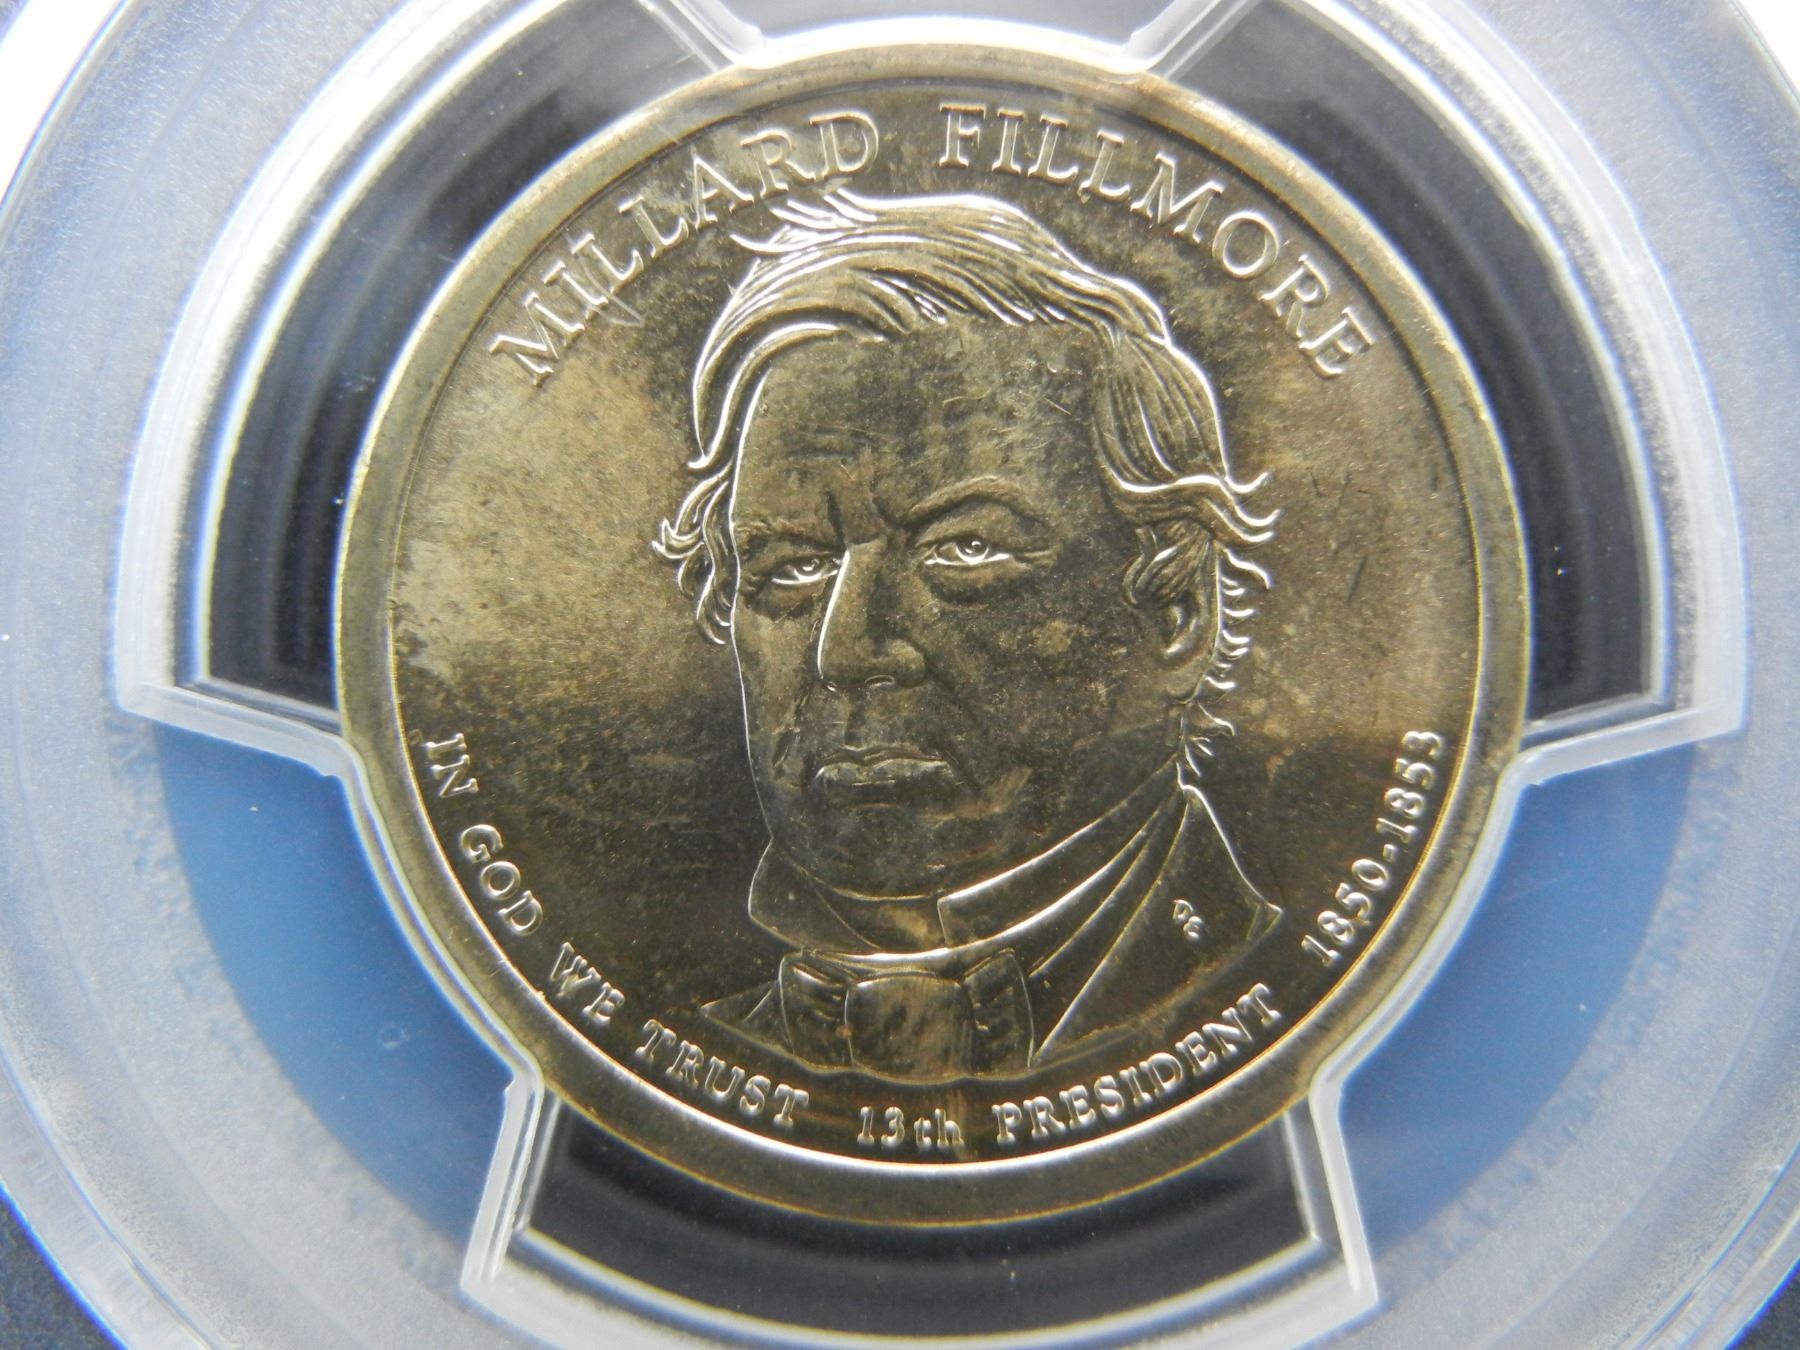 MILLARD FILLMORE
IN GOD WE TRUST 13th PRESIDENT 1850-1853